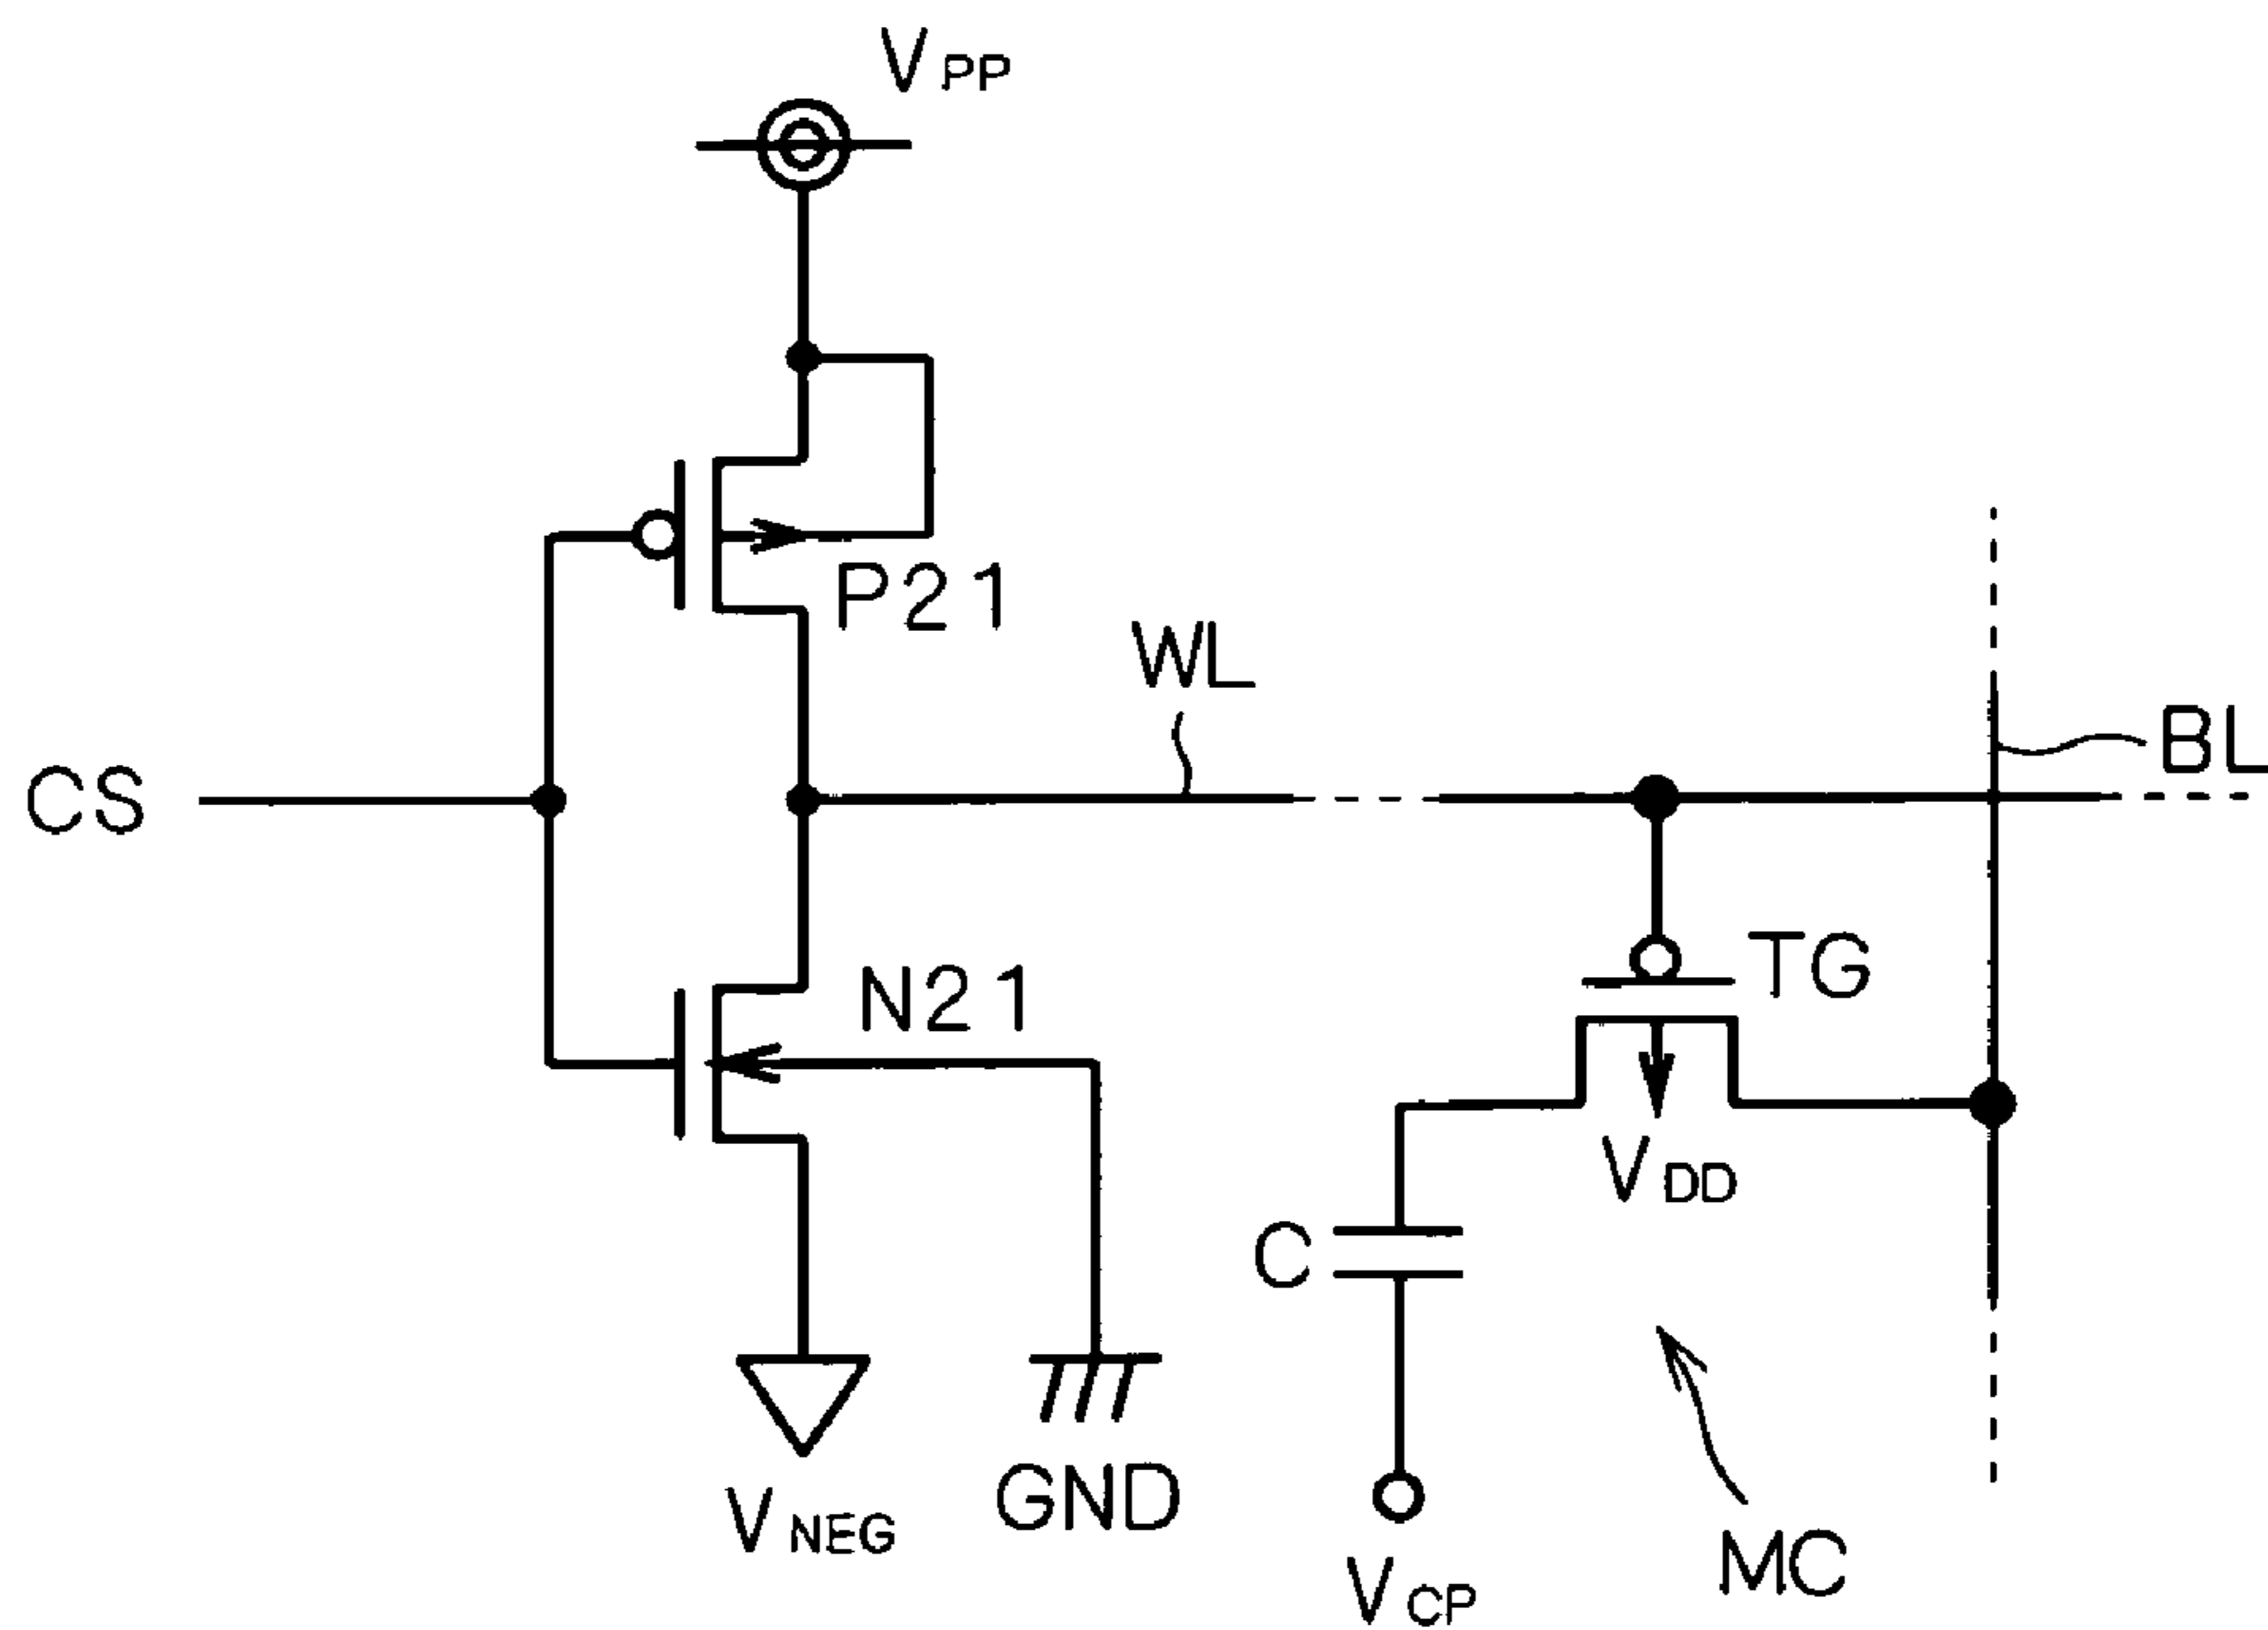 VPP
P21
WL
BL
CS
N21
TG
VDD
C
GND
VNEG
MC
VCP